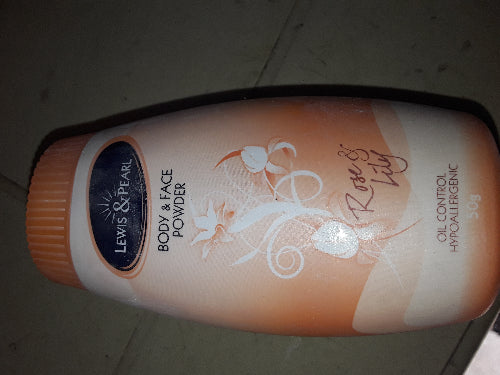 LEWIS & PEARL
BODY & FACE
POWDER
Rose &
Lily
OIL CONTROL
HYPOALLERGENIC
50g